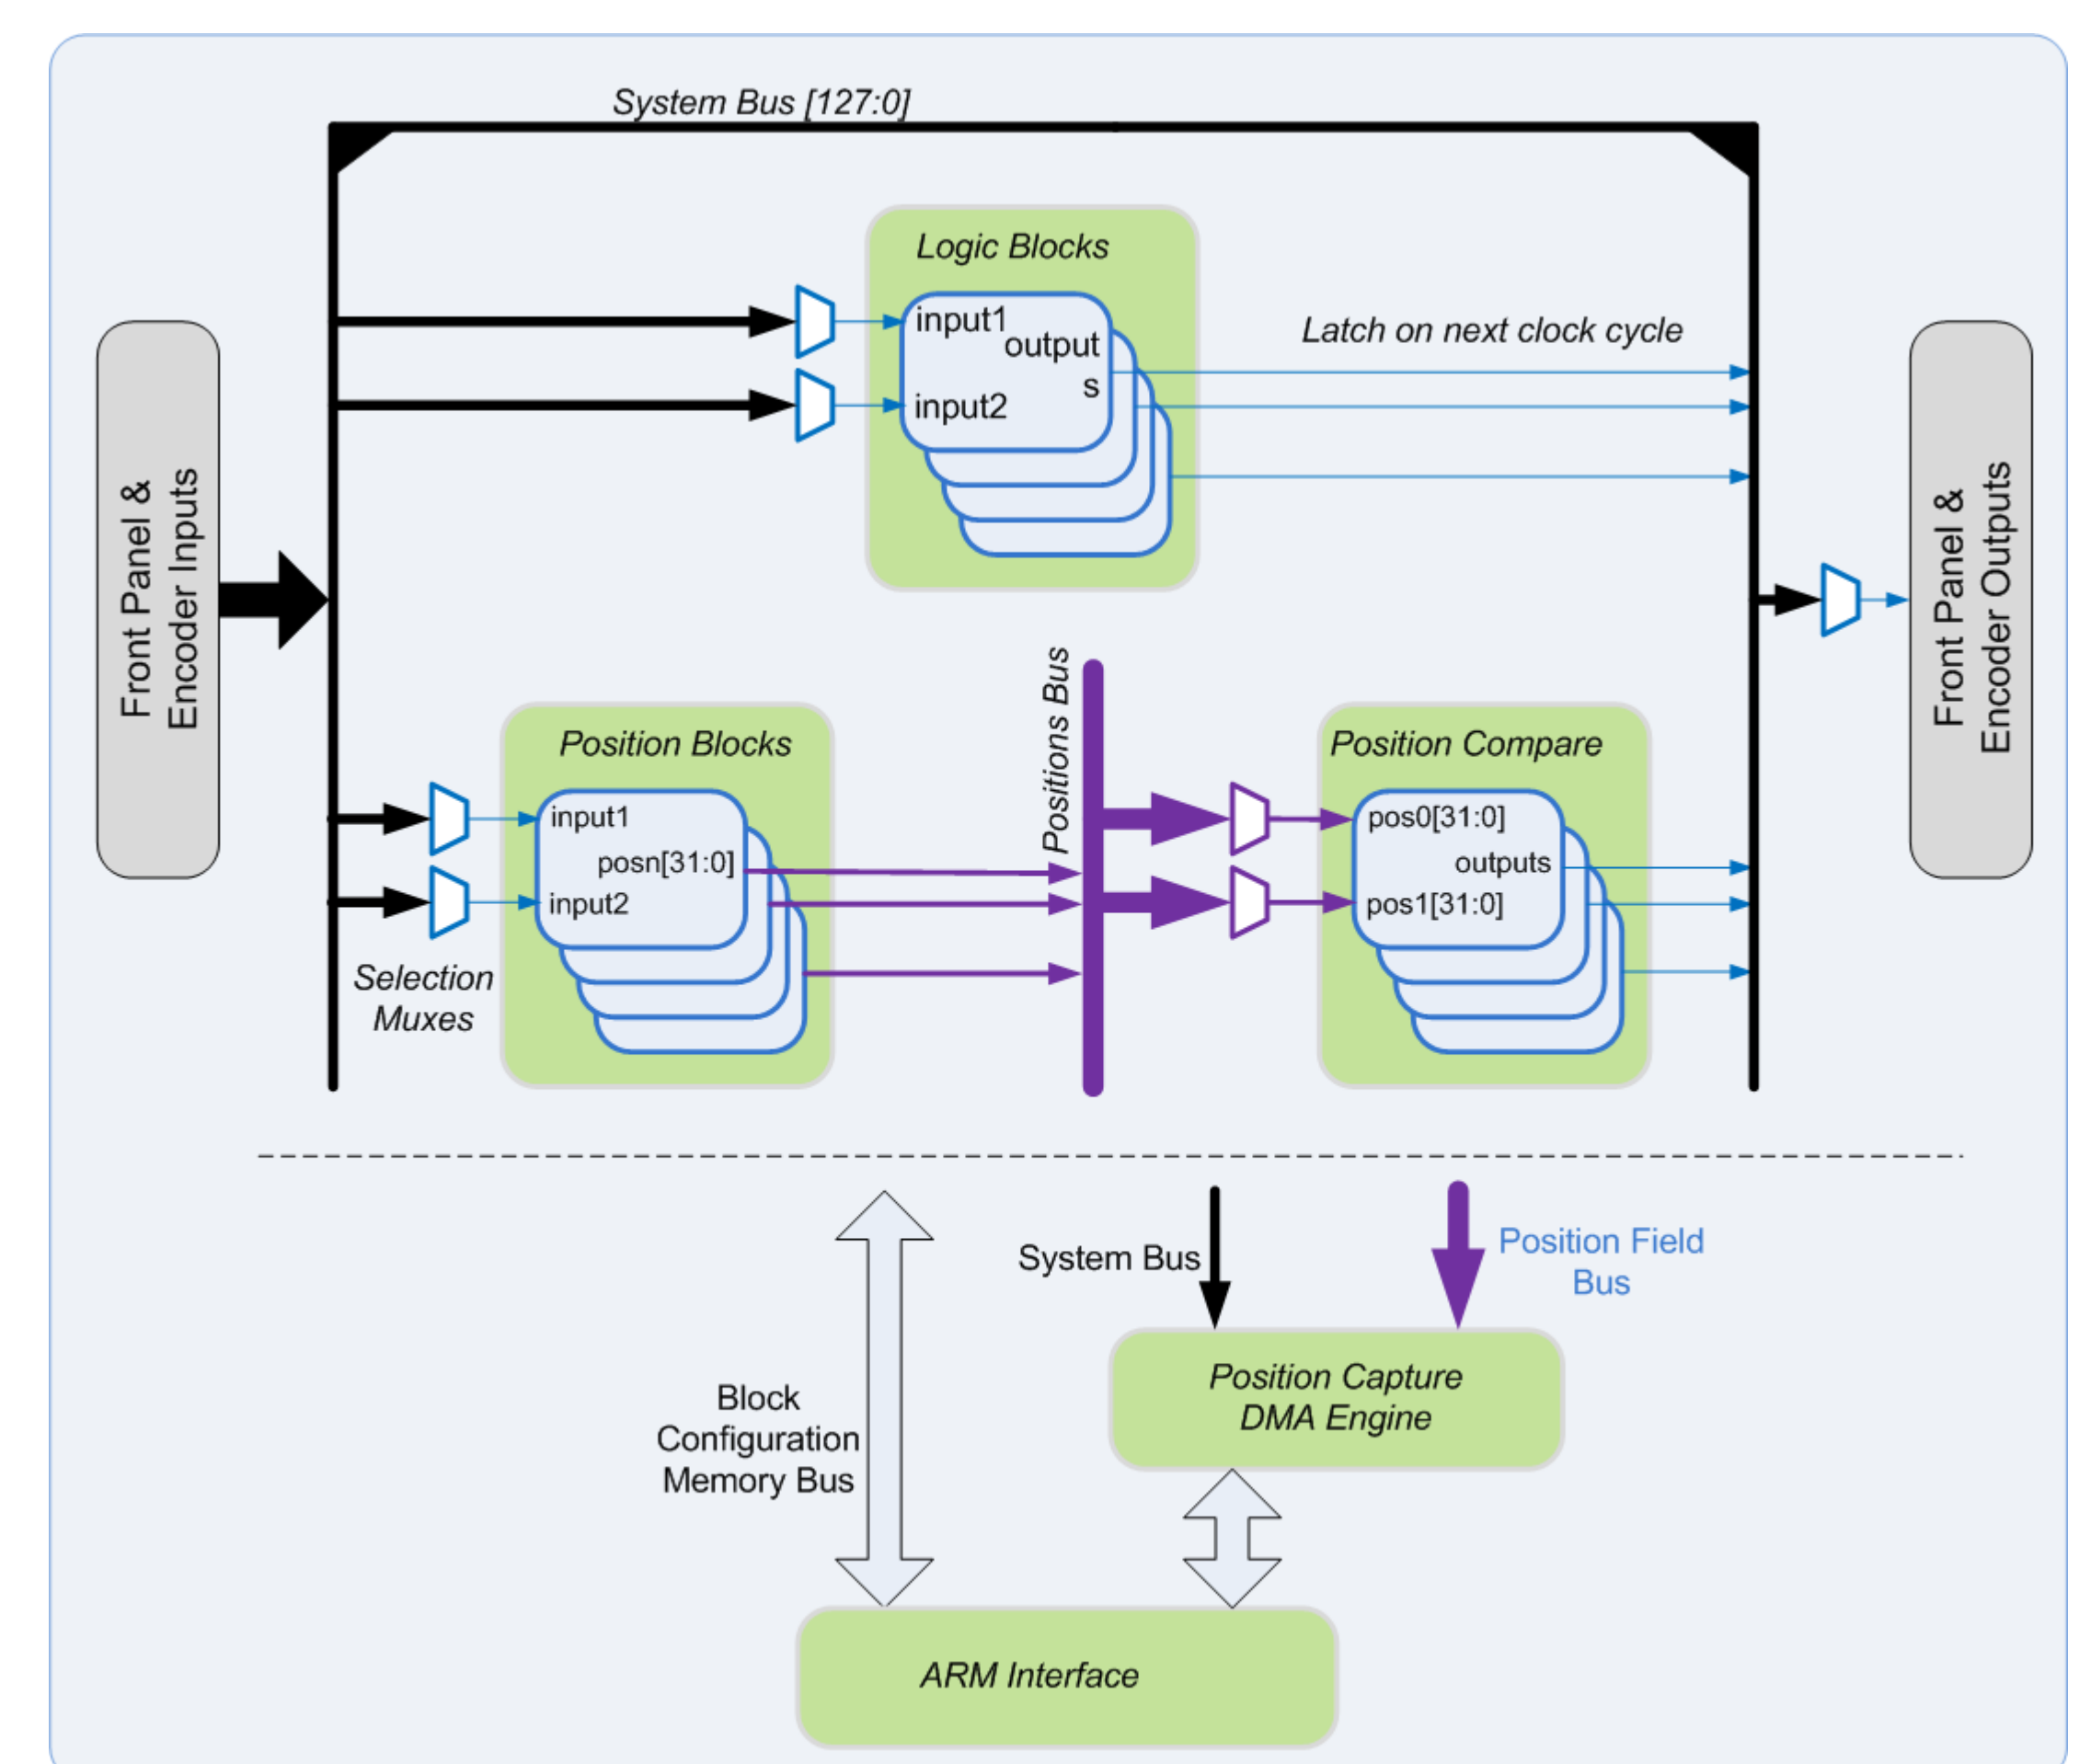 System Bus [127:0]
Logic Blocks
input1
output
s
input2
Latch on next clock cycle
Front Panel &
Encoder Inputs
Front Panel &
Encoder Outputs
Positions Bus
Position Blocks
input1
posn[31:0]
input2
Selection
Muxes
Position Compare
pos0[31:0]
outputs
pos1[31:0]
System Bus
Position Field
Bus
Block
Configuration
Memory Bus
Position Capture
DMA Engine
ARM Interface